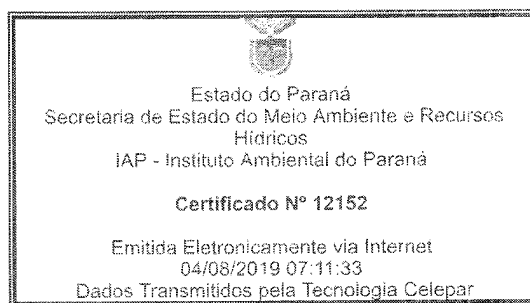 Estado do Paraná
Secretaria de Estado do Meio Ambiente e Recursos
Hídricos
IAP - Instituto Ambiental do Paraná
Certificado Nº 12152
Emitida Eletronicamente via Internet
04/08/2019 07:11:33
Dados Transmitidos pela Tecnologia Celepar